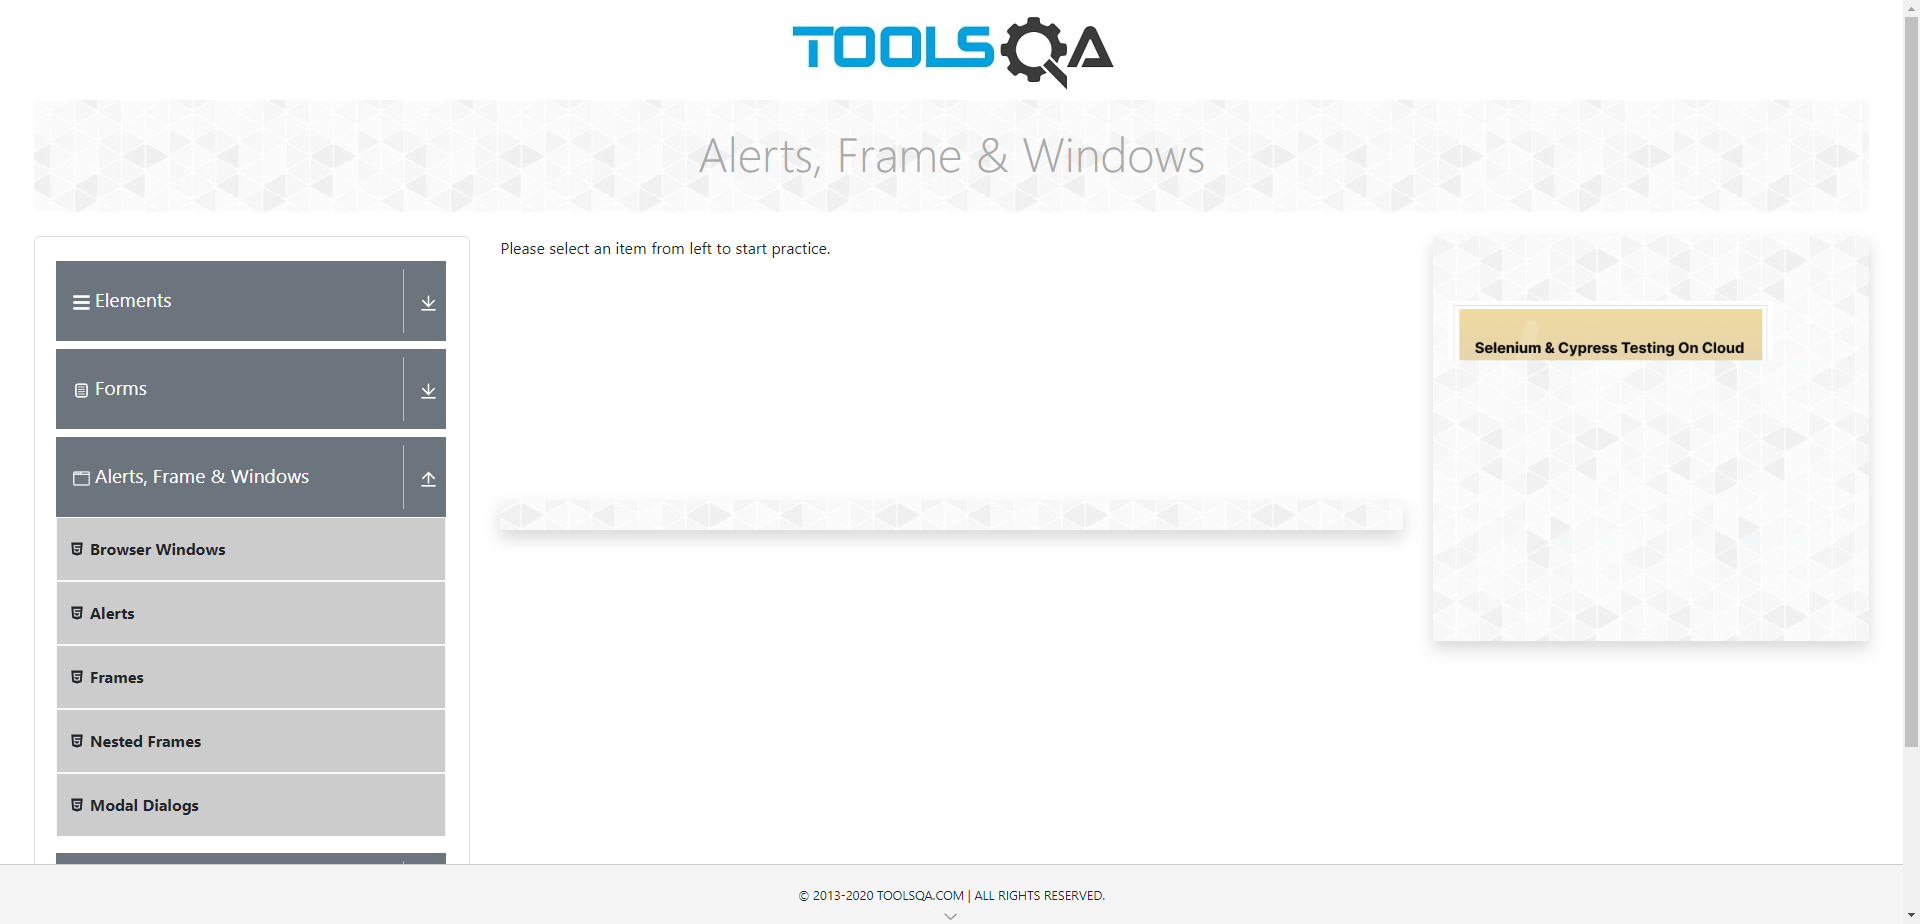 TOOLSQA
Alerts, Frame & Windows
Elements
Forms
Alerts, Frame & Windows
Browser Windows
Alerts
Frames
Nested Frames
Modal Dialogs
Please select an item from left to start practice.
Selenium & Cypress Testing On Cloud
© 2013-2020 TOOLSQA.COM | ALL RIGHTS RESERVED.